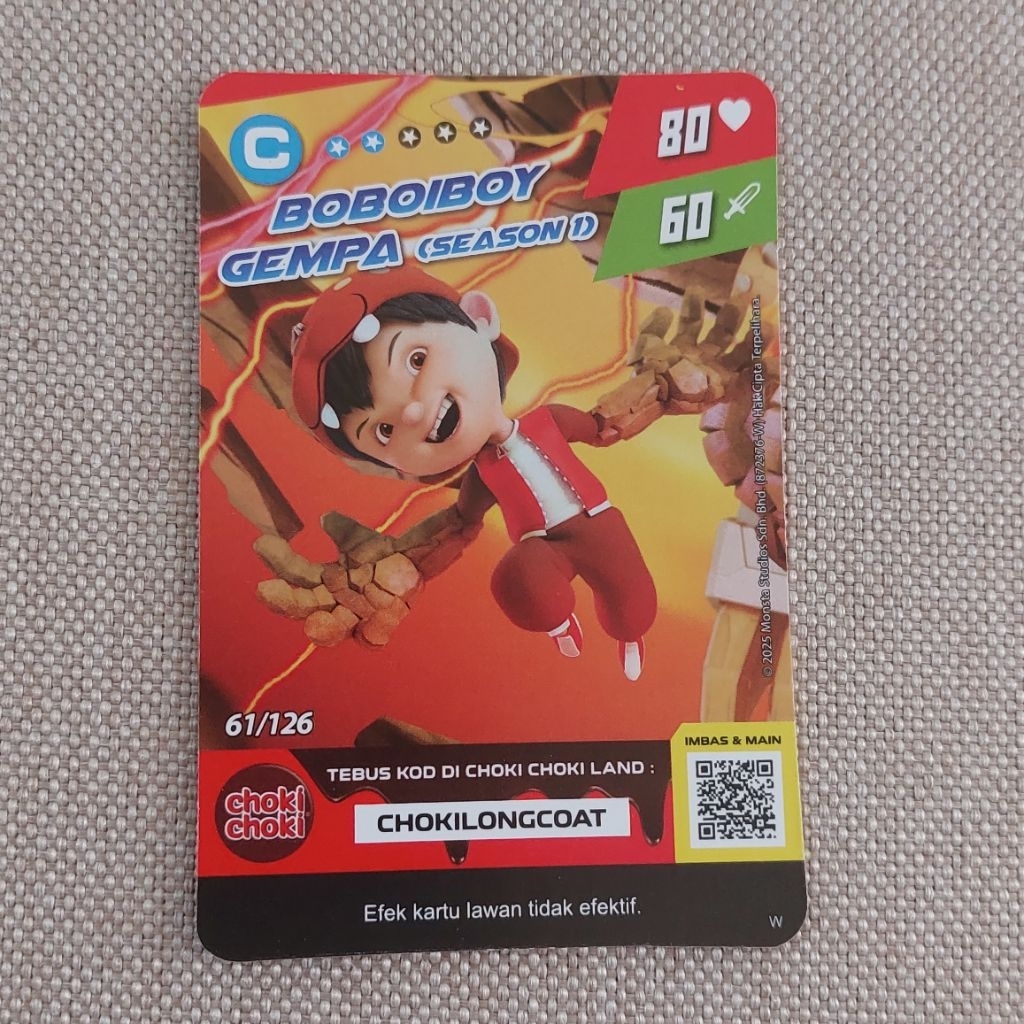 C
80
60
BOBOIBOY
GEMPA (SEASON 1)
© 2025 Monsta Studios Sdn. Bhd. (872376-W) Hak Cipta Terpelihara.
61/126
IMBAS & MAIN
TEBUS KOD DI CHOKI CHOKI LAND :
choki
choki
CHOKILONGCOAT
Efek kartu lawan tidak efektif.
W